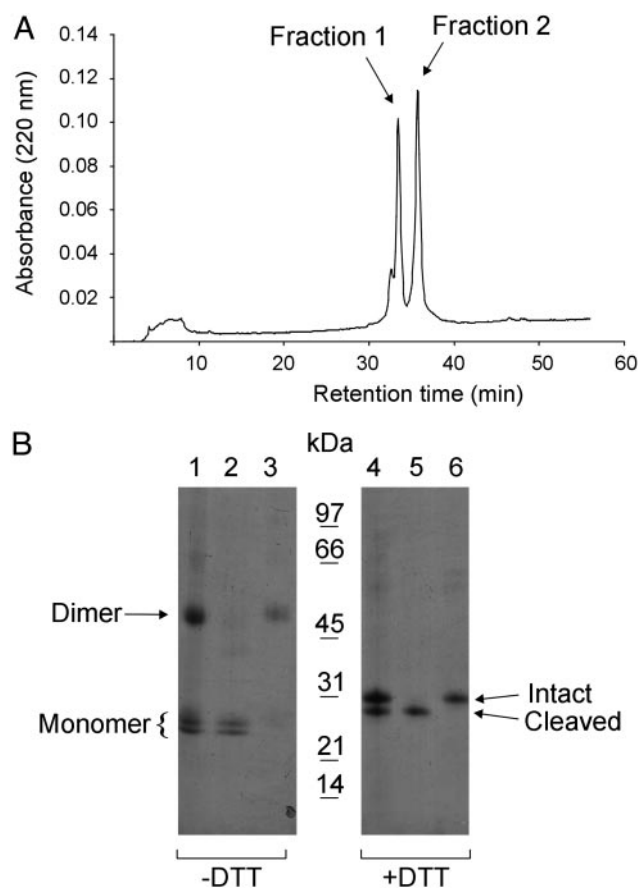 A
Fraction 1
Fraction 2
Absorbance (220 nm)
0.14
0.12
0.10
0.08
0.06
0.04
0.02
10 20 30 40 50 60
Retention time (min)
B
kDa
1 2 3
4 5 6
97
66
45
31
21
14
Dimer
Monomer {
Intact
Cleaved
-DTT
+DTT